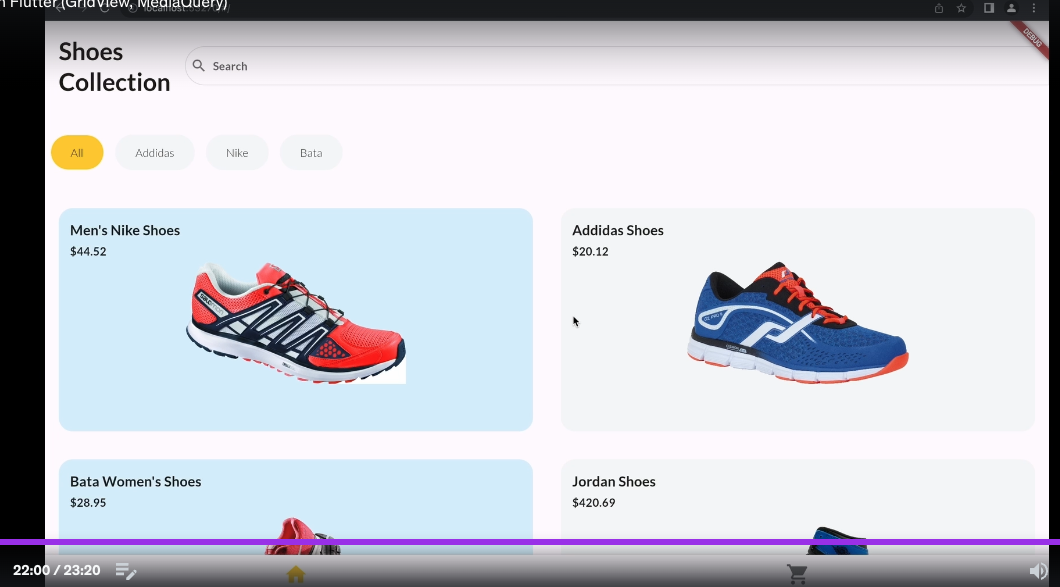 n Flutter (GridView, MediaQuery)
DEBUG
Shoes
Collection
Search
All
Addidas
Nike
Bata
Men's Nike Shoes
$44.52
Addidas Shoes
$20.12
Bata Women's Shoes
$28.95
Jordan Shoes
$420.69
22:00 / 23:20